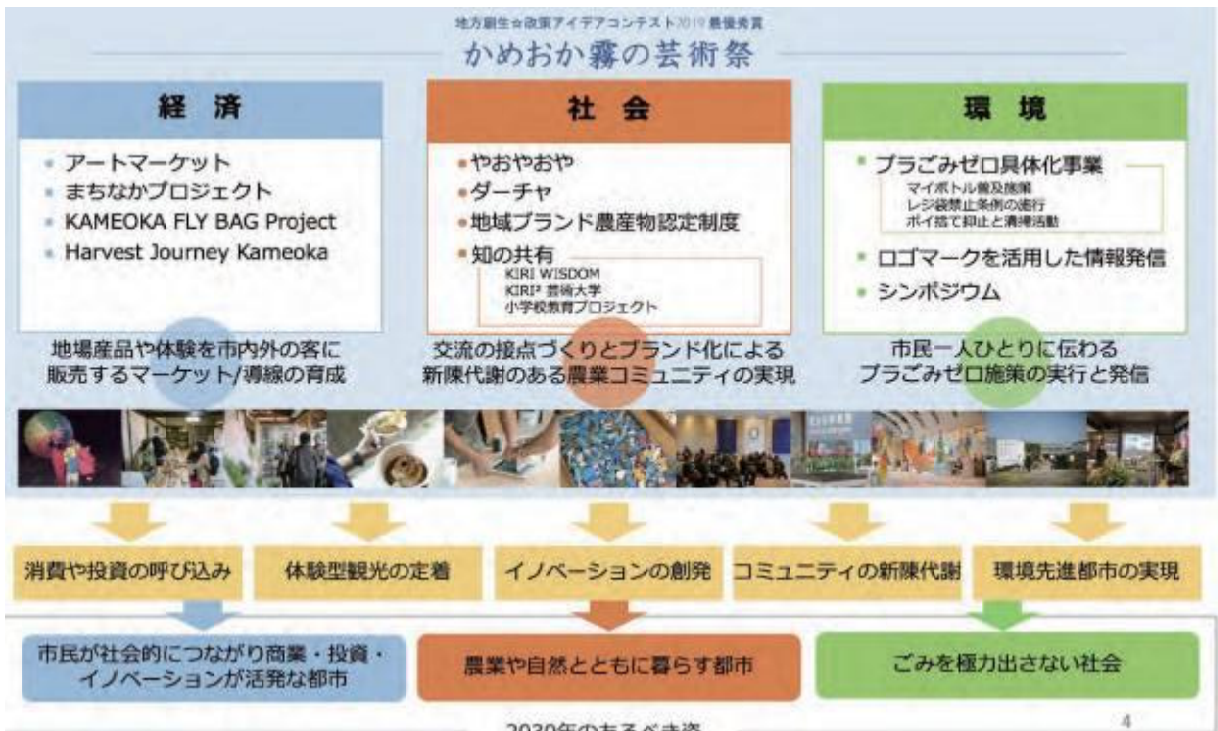 地方創生☆政策アイデアコンテスト2019 最優秀賞
かめおか霧の芸術祭
経 済
アートマーケット
まちなかプロジェクト
KAMEOKA FLY BAG Project
Harvest Journey Kameoka
地場産品や体験を市内外の客に
販売するマーケット/導線の育成
社 会
やおやおや
ダーチャ
地域ブランド農産物認定制度
知の共有
KIRI WISDOM
KIRI² 芸術大学
小学校教育プロジェクト
交流の接点づくりとブランド化による
新陳代謝のある農業コミュニティの実現
環 境
プラごみゼロ具体化事業
マイボトル普及施策
レジ袋禁止条例の施行
ポイ捨て抑止と清掃活動
ロゴマークを活用した情報発信
シンポジウム
市民一人ひとりに伝わる
プラごみゼロ施策の実行と発信
消費や投資の呼び込み
体験型観光の定着
イノベーションの創発
コミュニティの新陳代謝
環境先進都市の実現
市民が社会的につながり商業・投資・
イノベーションが活発な都市
農業や自然とともに暮らす都市
ごみを極力出さない社会
2030年のあるべき姿
4